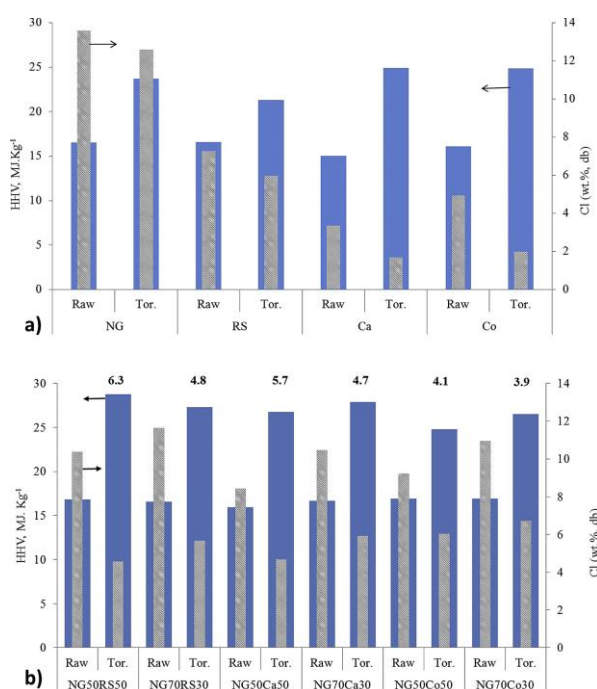 30 14
25 12
20 10
15 8
10 6
5 4
0 2
0
HHV, MJ.Kg-1
Cl (wt.%, db)
Raw Tor. Raw Tor. Raw Tor. Raw Tor.
NG RS Ca Co
a)
6.3 4.8 5.7 4.7 4.1 3.9
30 14
25 12
20 10
15 8
10 6
5 4
0 2
0
HHV, MJ. Kg-1
Cl (wt.%, db)
Raw Tor. Raw Tor. Raw Tor. Raw Tor. Raw Tor. Raw Tor.
NG50RS50 NG70RS30 NG50Ca50 NG70Ca30 NG50Co50 NG70Co30
b)